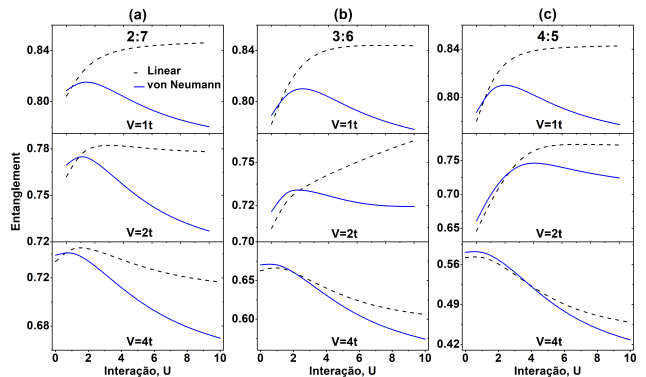 (a) (b) (c)
2:7 3:6 4:5
Linear
von Neumann
0.84 0.84 0.84
0.80 0.80 0.80
V=1t V=1t V=1t
0.78 0.75 0.75
0.75 0.72 0.70
0.65
V=2t V=2t V=2t
0.72 0.70
0.72 0.65 0.56
0.60 0.49
0.68
0.42
V=4t V=4t V=4t
Entanglement
0 2 4 6 8 10 0 2 4 6 8 10 0 2 4 6 8 10
Interação, U Interação, U Interação, U